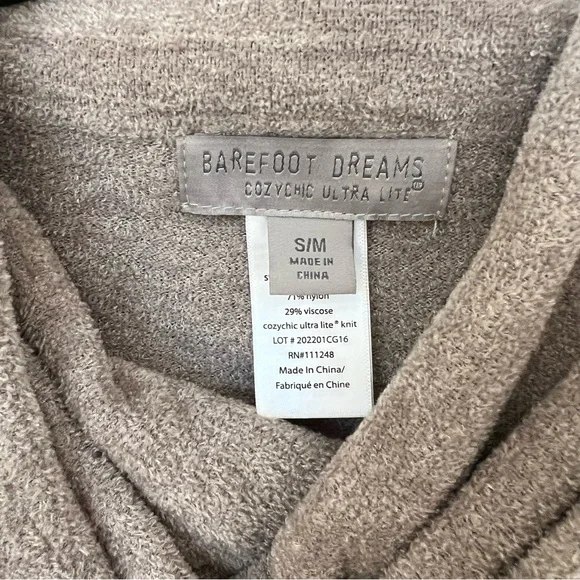 BAREFOOT DREAMS
COZYCHIC ULTRA LITE®
S/M
MADE IN
CHINA
71% nylon
29% viscose
cozychic ultra lite® knit
LOT # 202201CG16
RN#111248
Made In China/
Fabriqué en Chine